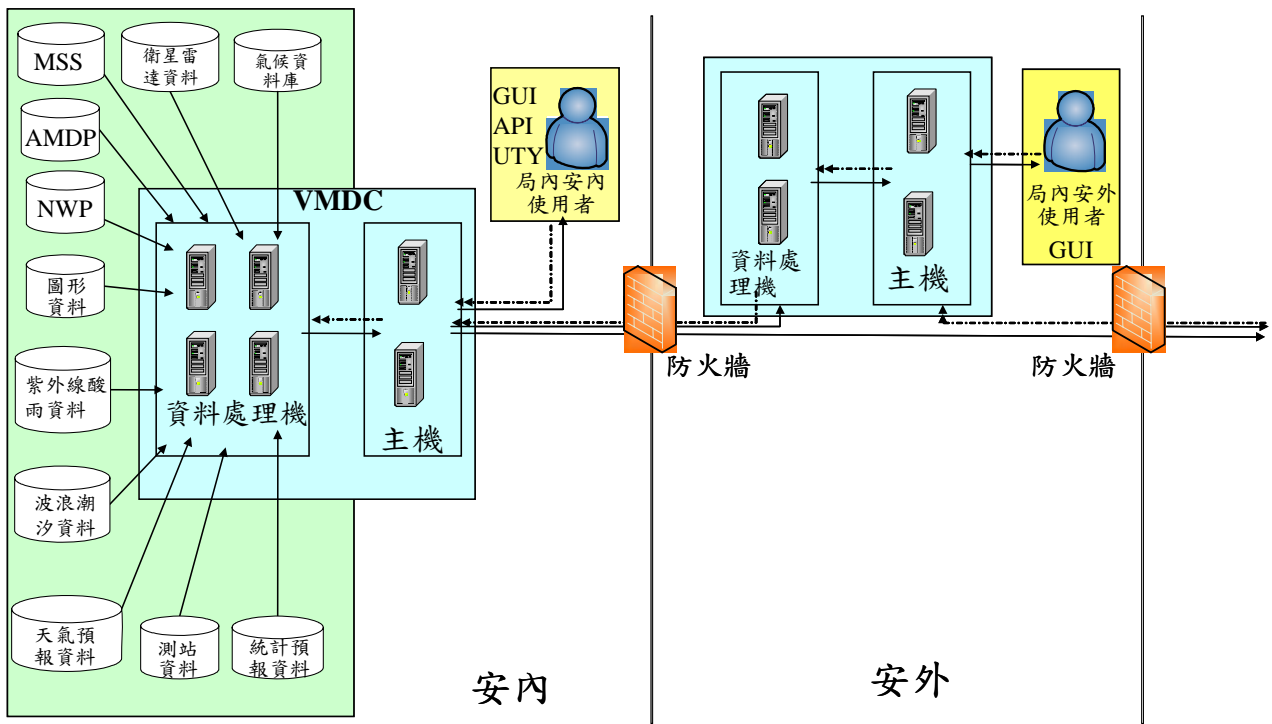 MSS
衛星雷
達資料
氣候資
料庫
AMDP
NWP
圖形
資料
紫外線酸
雨資料
波浪潮
汐資料
天氣預
報資料
測站
資料
統計預
報資料
VMDC
資料處理機
主機
GUI
API
UTY
局內安內
使用者
防火牆
資料處
理機
主機
局內安外
使用者
GUI
防火牆
安內
安外